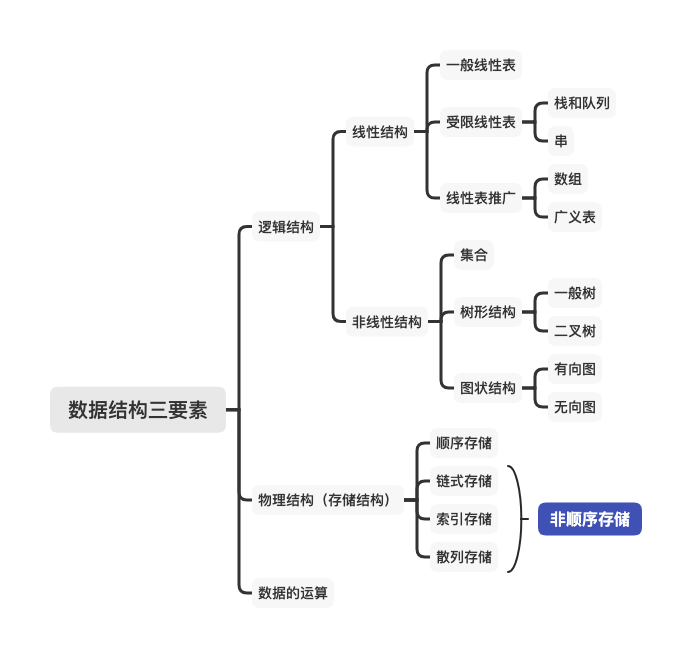 数据结构三要素
逻辑结构
线性结构
一般线性表
受限线性表
栈和队列
串
线性表推广
数组
广义表
非线性结构
集合
树形结构
一般树
二叉树
图状结构
有向图
无向图
物理结构（存储结构）
顺序存储
链式存储
索引存储
散列存储
非顺序存储
数据的运算